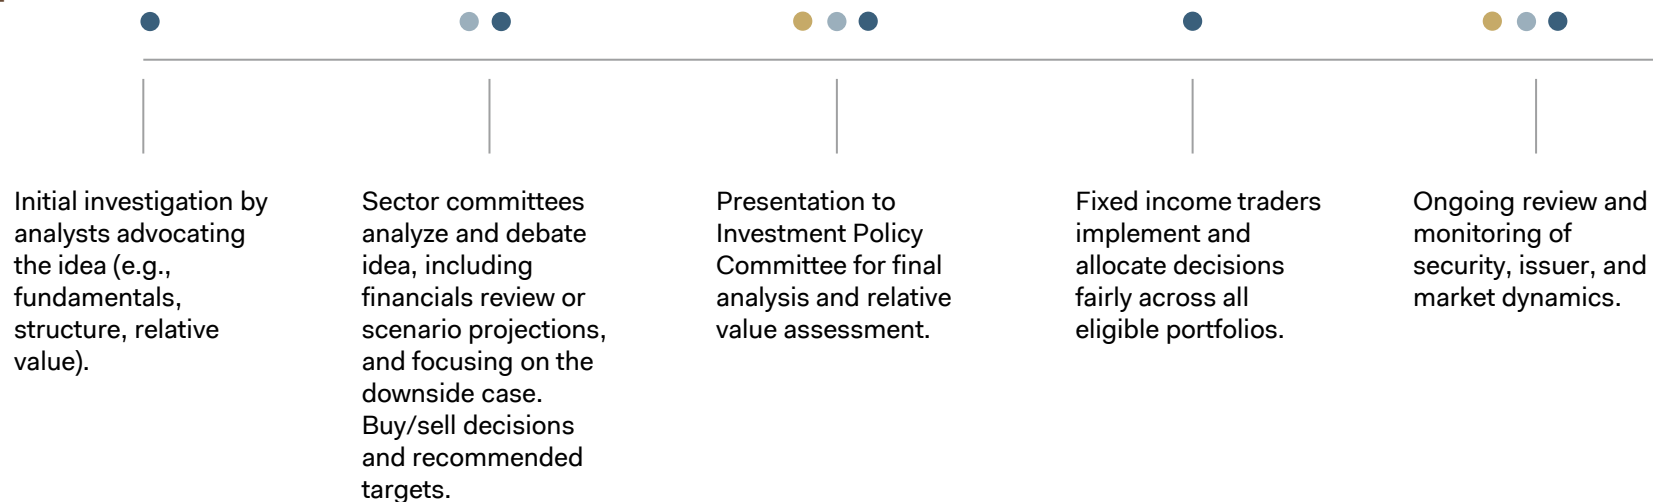 Initial investigation by
analysts advocating
the idea (e.g.,
fundamentals,
structure, relative
value).
Sector committees
analyze and debate
idea, including
financials review or
scenario projections,
and focusing on the
downside case.
Buy/sell decisions
and recommended
targets.
Presentation to
Investment Policy
Committee for final
analysis and relative
value assessment.
Fixed income traders
implement and
allocate decisions
fairly across all
eligible portfolios.
Ongoing review and
monitoring of
security, issuer, and
market dynamics.